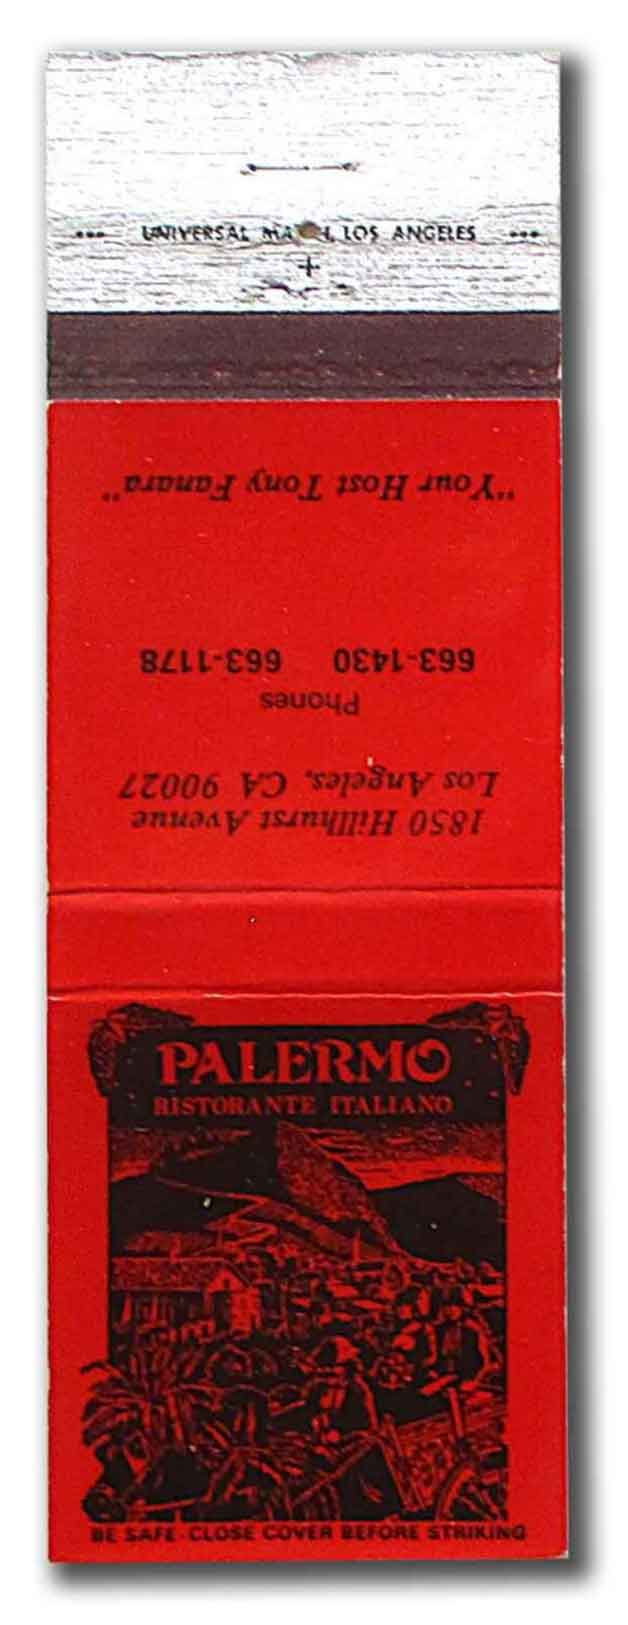 UNIVERSAL MATCH, LOS ANGELES
"Your Host Tony Fanara"
663-1430 663-1178
Phones
Los Angeles, CA 90027
1850 Hillhurst Avenue
PALERMO
RISTORANTE ITALIANO
BE SAFE - CLOSE COVER BEFORE STRIKING